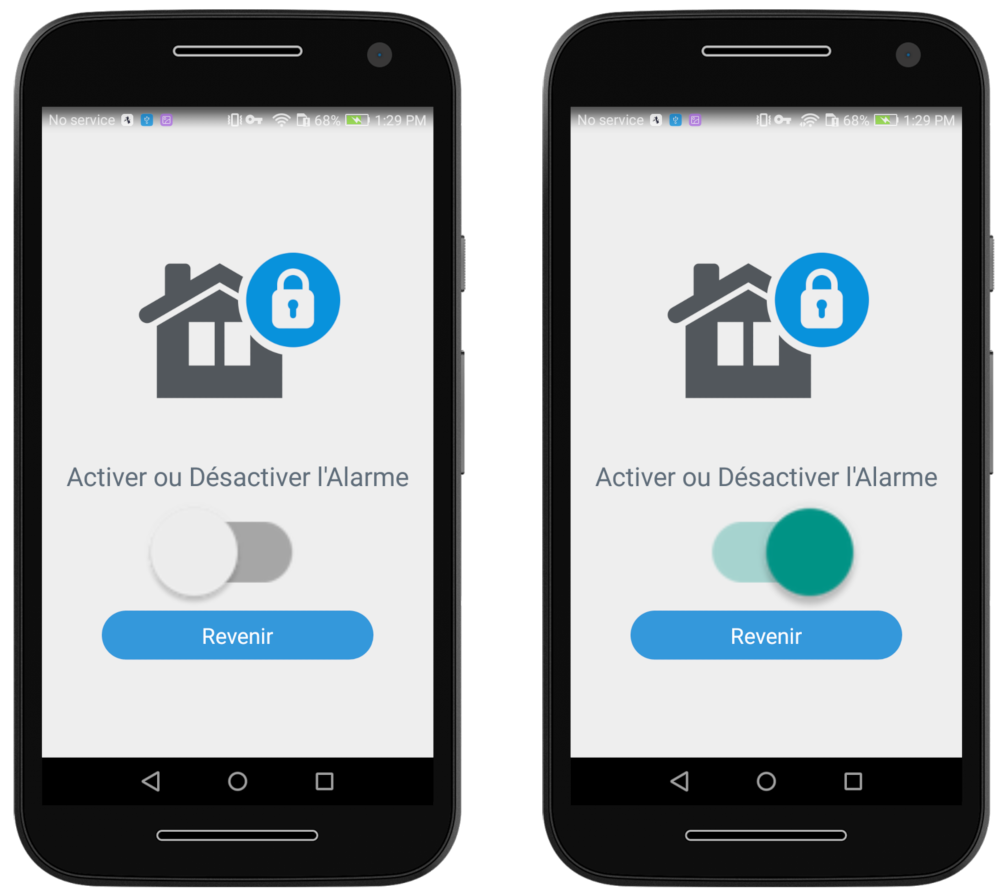 No service 68% 1:29 PM
Activer ou Désactiver l'Alarme
Revenir
No service 68% 1:29 PM
Activer ou Désactiver l'Alarme
Revenir